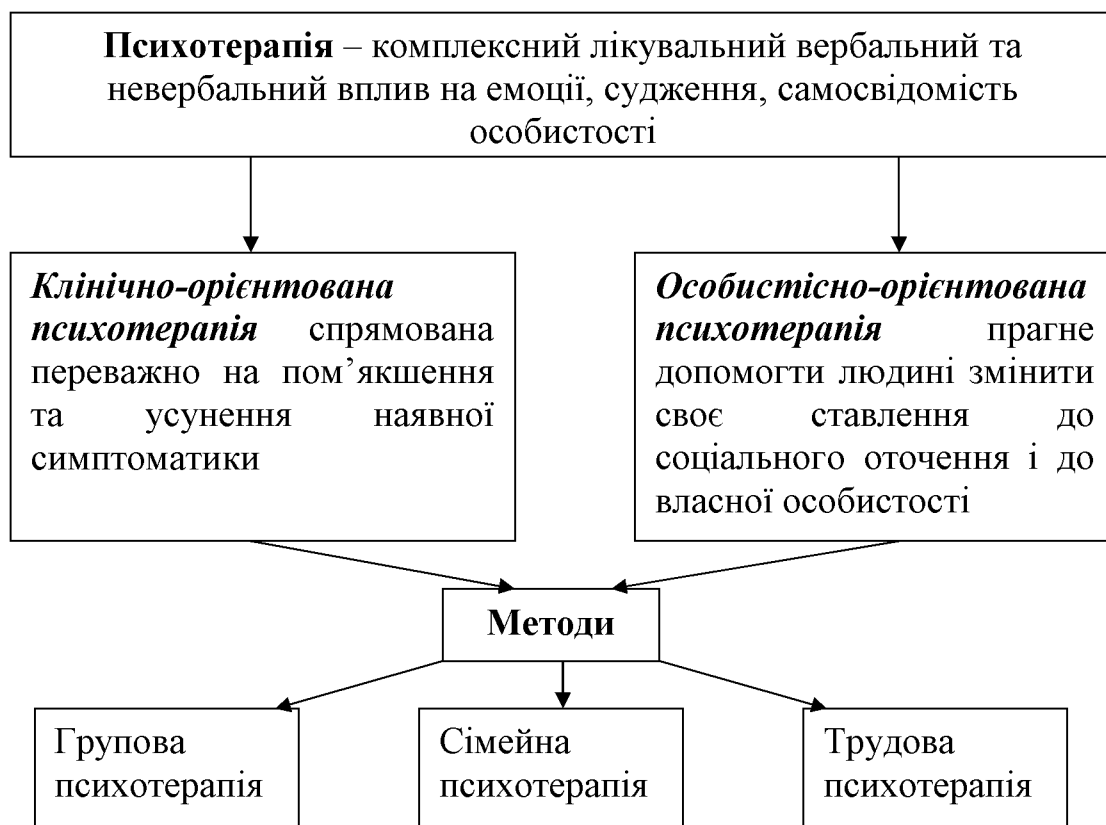 Психотерапія – комплексний лікувальний вербальний та
невербальний вплив на емоції, судження, самосвідомість
особистості
Клінічно-орієнтована
психотерапія спрямована
переважно на пом’якшення
та усунення наявної
симптоматики
Особистісно-орієнтована
психотерапія прагне
допомогти людині змінити
своє ставлення до
соціального оточення і до
власної особистості
Методи
Групова
психотерапія
Сімейна
психотерапія
Трудова
психотерапія